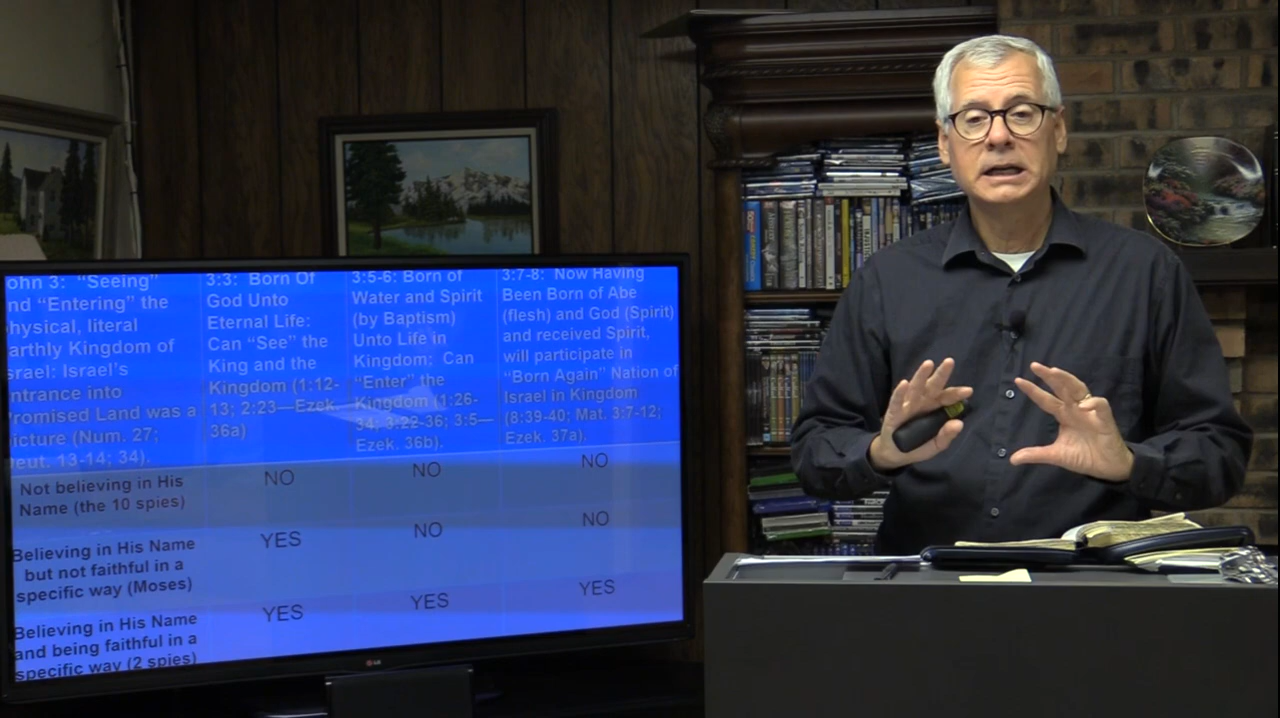 ohn 3: "Seeing"
nd "Entering" the
hysical, literal
arthly Kingdom of
srael: Israel's
ntrance into
romised Land was a
icture (Num. 27;
eut. 13-14; 34).
3:3: Born Of
God Unto
Eternal Life:
Can "See" the
King and the
Kingdom (1:12-
13; 2:23—Ezek.
36a)
3:5-6: Born of
Water and Spirit
(by Baptism)
Unto Life in
Kingdom: Can
"Enter" the
Kingdom (1:26-
34; 3:22-36; 3:5—
Ezek. 36b).
3:7-8: Now Having
Been Born of Abe
(flesh) and God (Spirit)
and received Spirit,
will participate in
"Born Again" Nation of
Israel in Kingdom
(8:39-40; Mat. 3:7-12;
Ezek. 37a).
Not believing in His
Name (the 10 spies)
NO
NO
NO
Believing in His Name
but not faithful in a
specific way (Moses)
YES
NO
NO
Believing in His Name
and being faithful in a
specific way (2 spies)
YES
YES
YES
LG